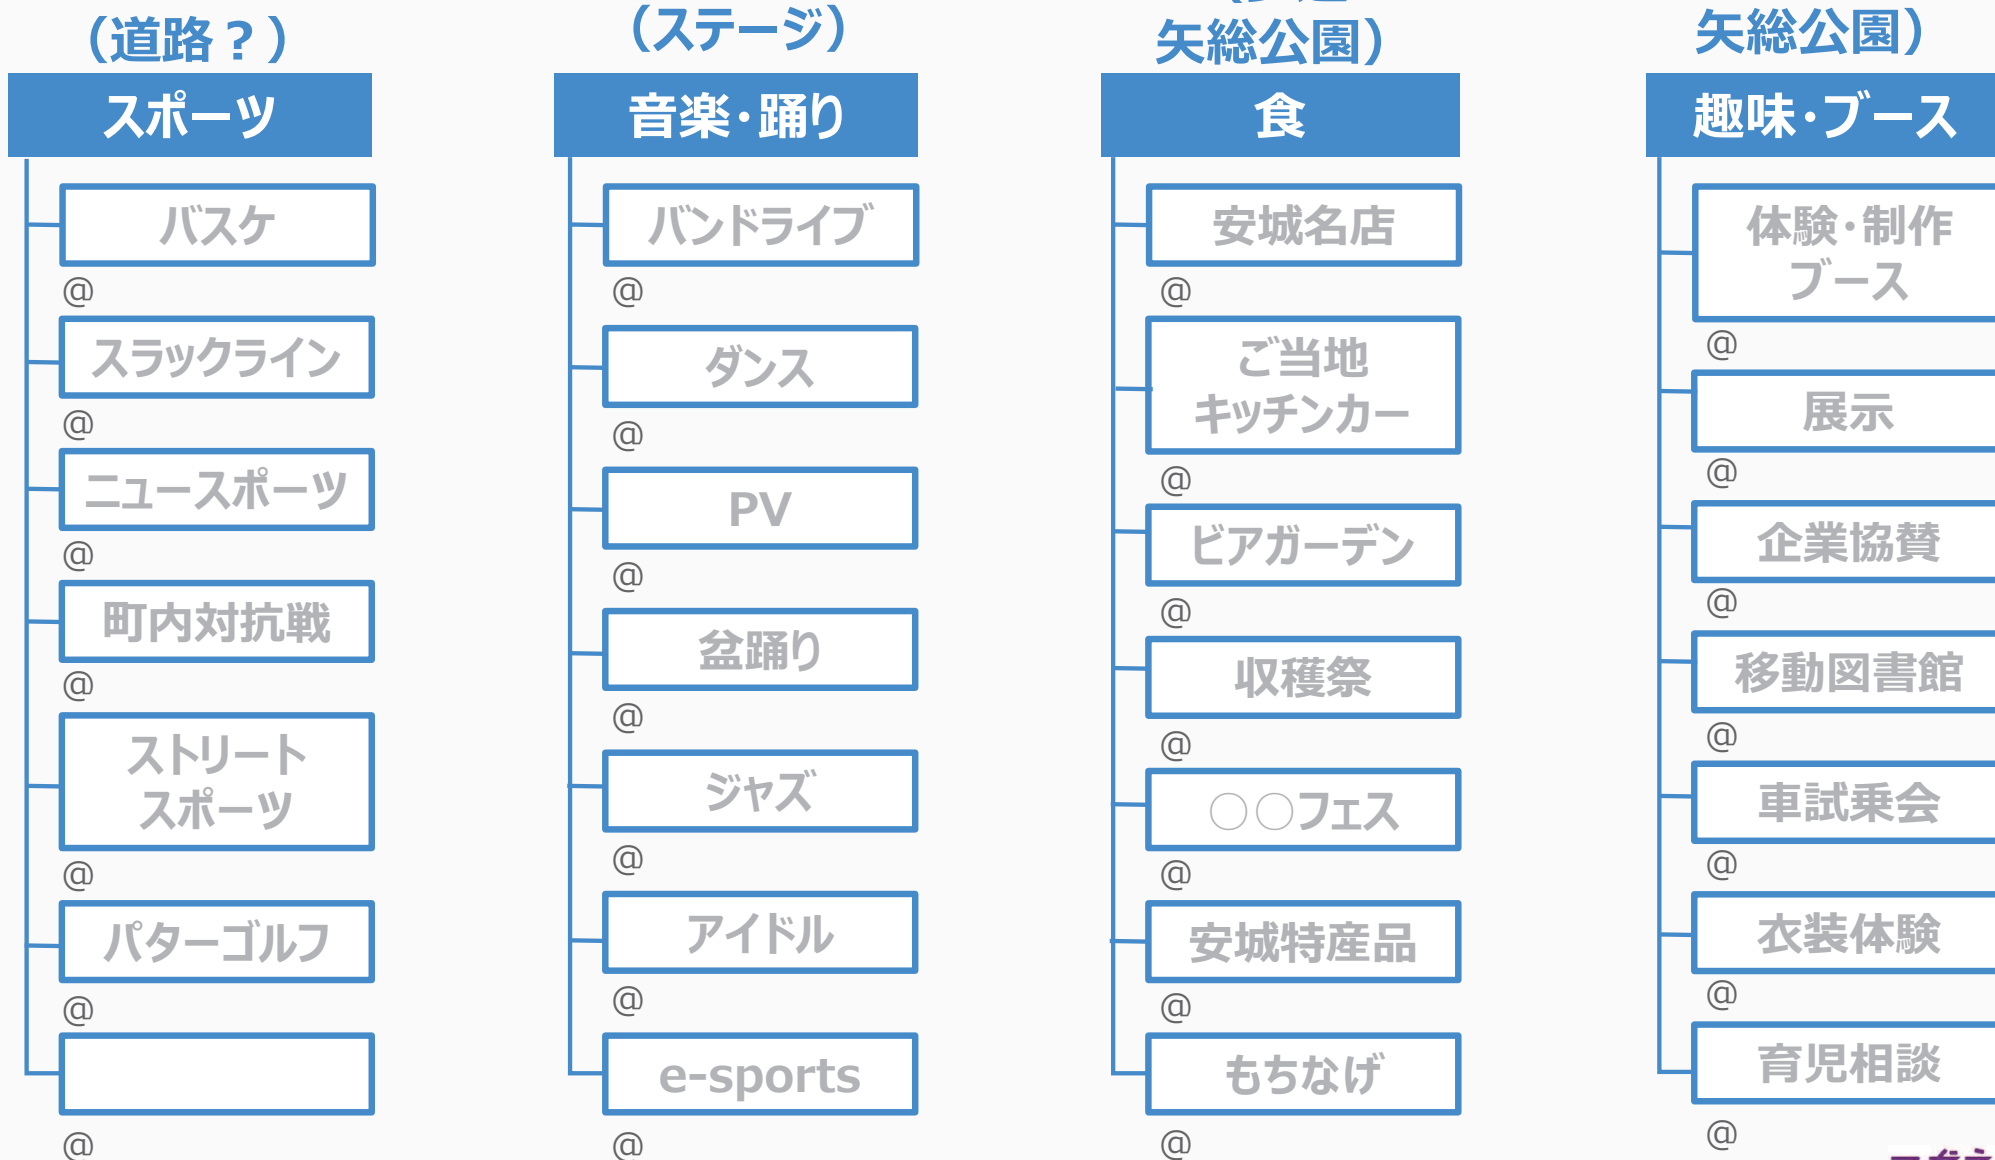 （道路？）
スポーツ
バスケ
@
スラックライン
@
ニュースポーツ
@
町内対抗戦
@
ストリート
スポーツ
@
パターゴルフ
@
@
（ステージ）
音楽・踊り
バンドライブ
@
ダンス
@
PV
@
盆踊り
@
ジャズ
@
アイドル
@
e-sports
@
矢総公園）
食
安城名店
@
ご当地
キッチンカー
@
ビアガーデン
@
収穫祭
@
○○フェス
@
安城特産品
@
もちなげ
@
矢総公園）
趣味・ブース
体験・制作
ブース
@
展示
@
企業協賛
@
移動図書館
@
車試乗会
@
衣装体験
@
育児相談
@